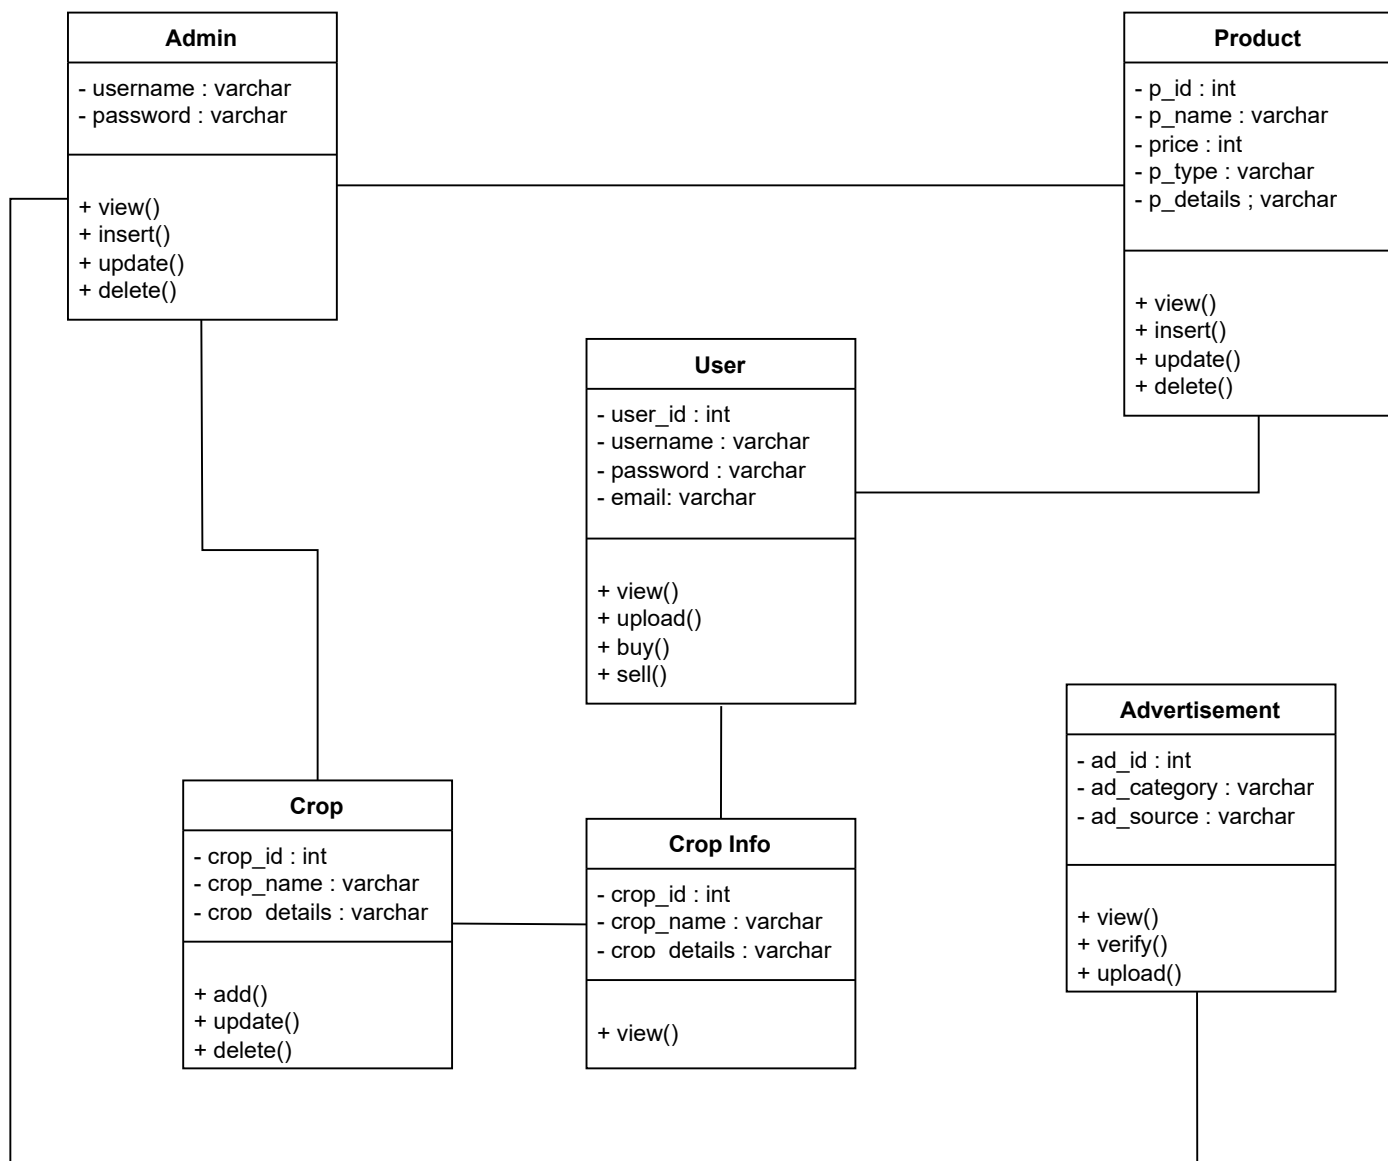 Admin
- username : varchar
- password : varchar
+ view()
+ insert()
+ update()
+ delete()
Product
- p_id : int
- p_name : varchar
- price : int
- p_type : varchar
- p_details ; varchar
+ view()
+ insert()
+ update()
+ delete()
User
- user_id : int
- username : varchar
- password : varchar
- email: varchar
+ view()
+ upload()
+ buy()
+ sell()
Advertisement
- ad_id : int
- ad_category : varchar
- ad_source : varchar
+ view()
+ verify()
+ upload()
Crop
- crop_id : int
- crop_name : varchar
- crop_details : varchar
+ add()
+ update()
+ delete()
Crop Info
- crop_id : int
- crop_name : varchar
- crop_details : varchar
+ view()